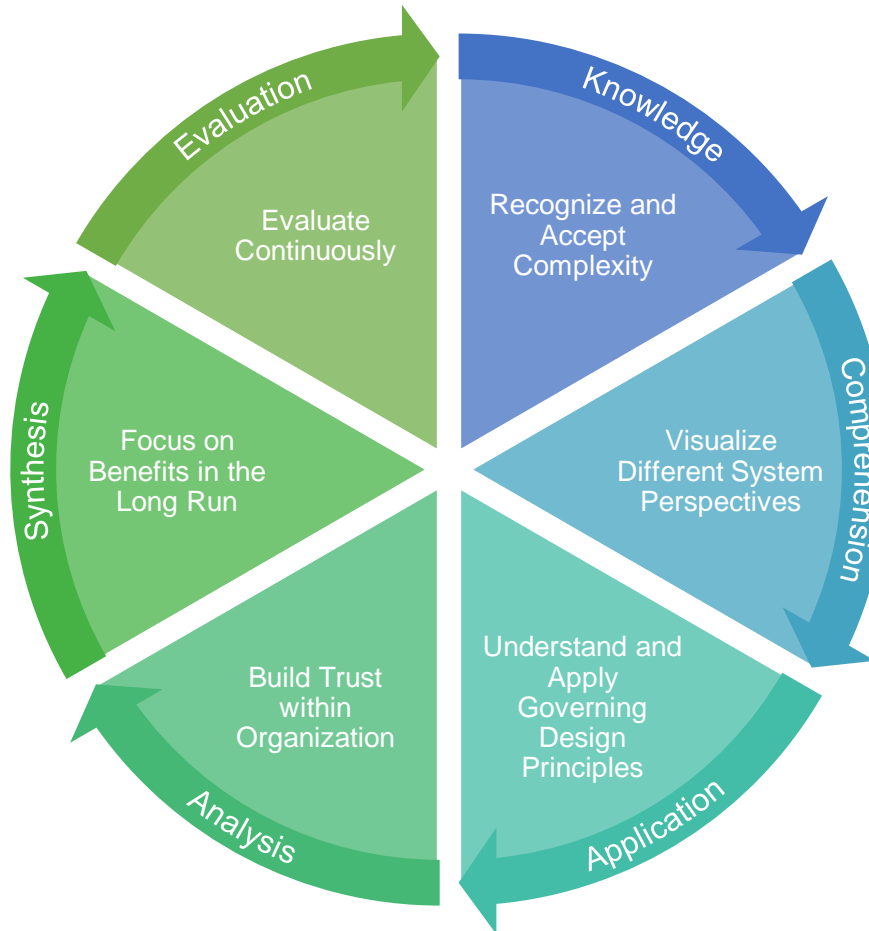 Knowledge
Recognize and
Accept
Complexity
Comprehension
Visualize
Different System
Perspectives
Application
Understand and
Apply
Governing
Design
Principles
Analysis
Build Trust
within
Organization
Synthesis
Focus on
Benefits in the
Long Run
Evaluation
Evaluate
Continuously